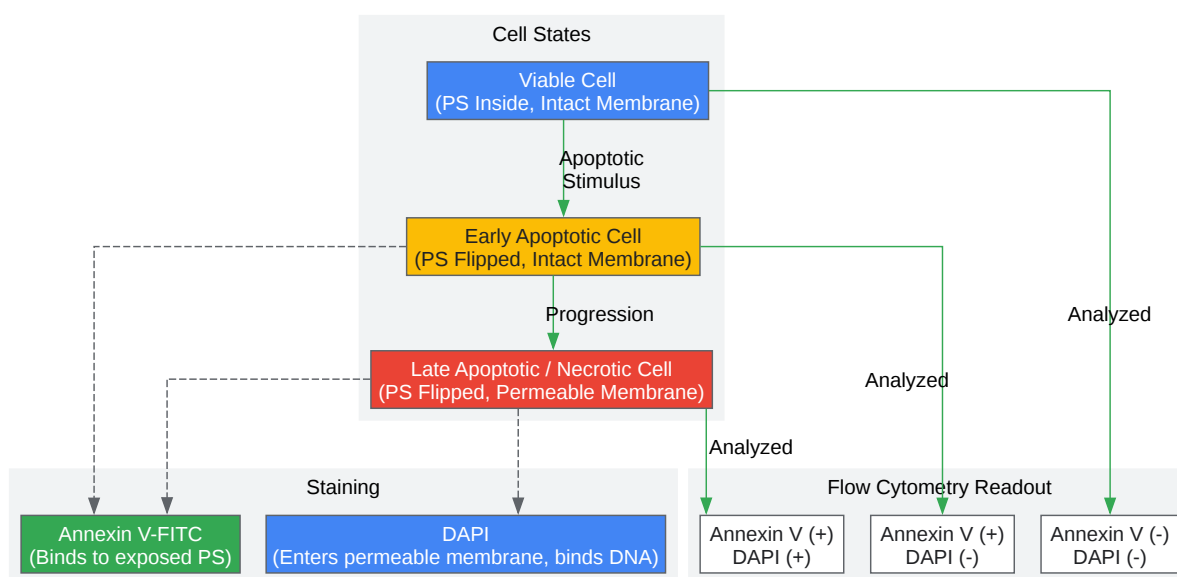 Cell States
Viable Cell
(PS Inside, Intact Membrane)
Apoptotic
Stimulus
Early Apoptotic Cell
(PS Flipped, Intact Membrane)
Progression
Analyzed
Late Apoptotic / Necrotic Cell
(PS Flipped, Permeable Membrane)
Analyzed
Analyzed
Staining
Flow Cytometry Readout
Annexin V-FITC
(Binds to exposed PS)
DAPI
(Enters permeable membrane, binds DNA)
Annexin V (+)
DAPI (+)
Annexin V (+)
DAPI (-)
Annexin V (-)
DAPI (-)